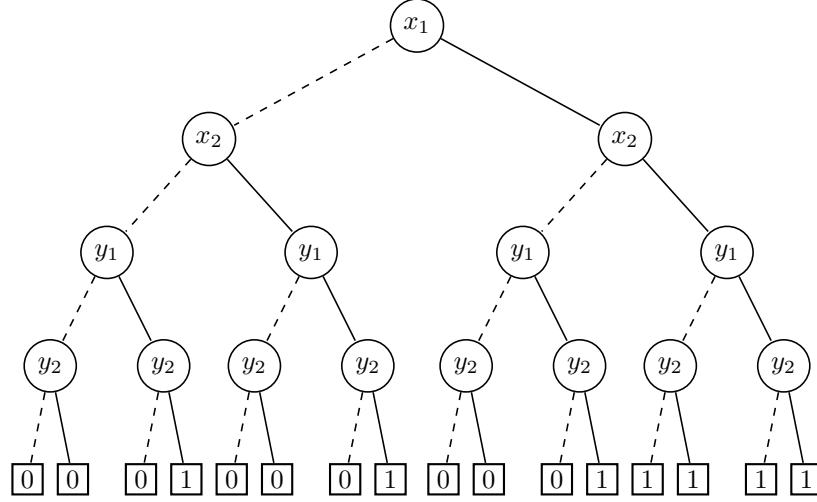 x₁
x₂ x₂
y₁ y₁ y₁ y₁
y₂ y₂ y₂ y₂ y₂ y₂ y₂ y₂
0 0 0 1 0 0 0 1 0 0 0 1 1 1 1 1